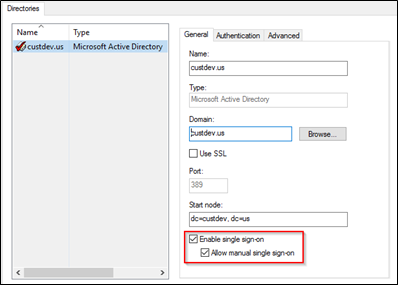 Directories
Name Type
custdev.us Microsoft Active Directory
General Authentication Advanced
Name:
custdev.us
Type:
Microsoft Active Directory
Domain:
custdev.us Browse...
Use SSL
Port:
389
Start node:
dc=custdev, dc=us
Enable single sign-on
Allow manual single sign-on